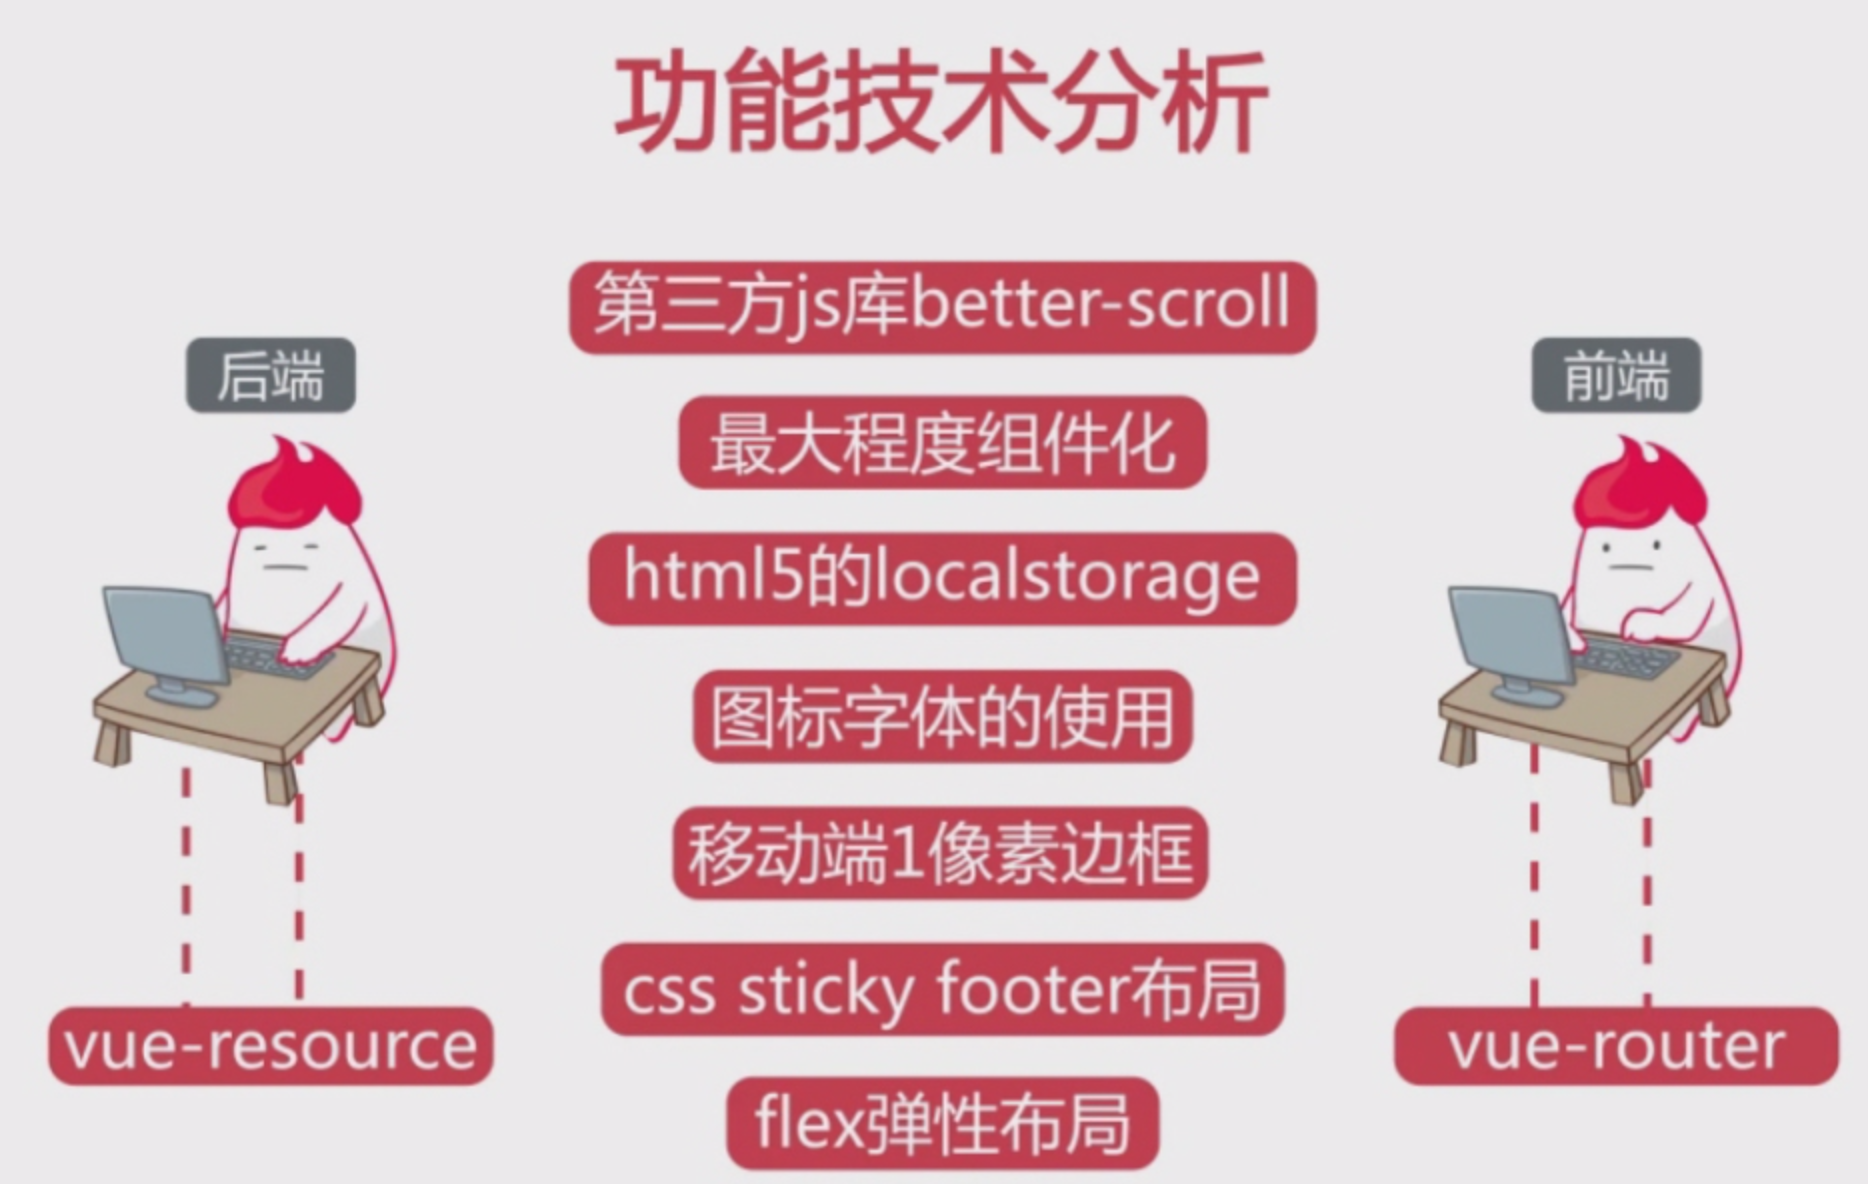 功能技术分析
第三方js库better-scroll
后端
前端
最大程度组件化
html5的localstorage
图标字体的使用
移动端1像素边框
css sticky footer布局
vue-resource
vue-router
flex弹性布局